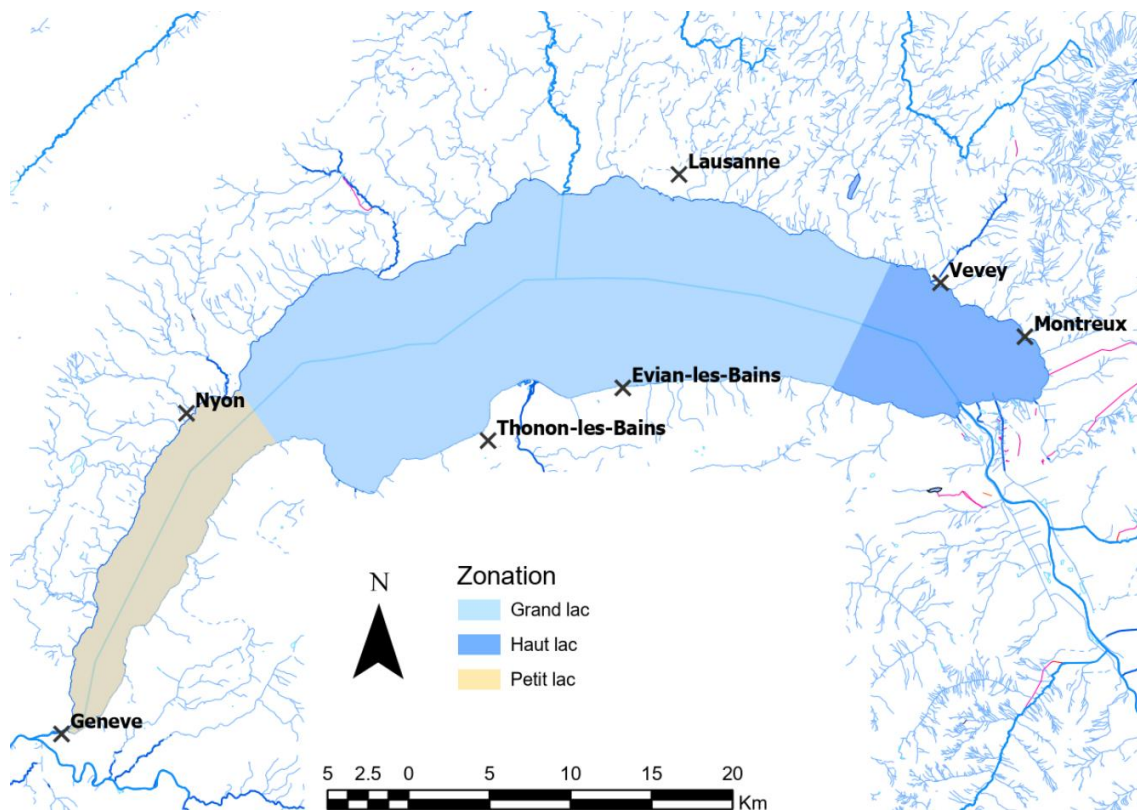 Lausanne
Vevey
Montreux
Evian-les-Bains
Nyon
Thonon-les-Bains
N
Zonation
Grand lac
Haut lac
Petit lac
Geneve
5 2.5 0 5 10 15 20
Km